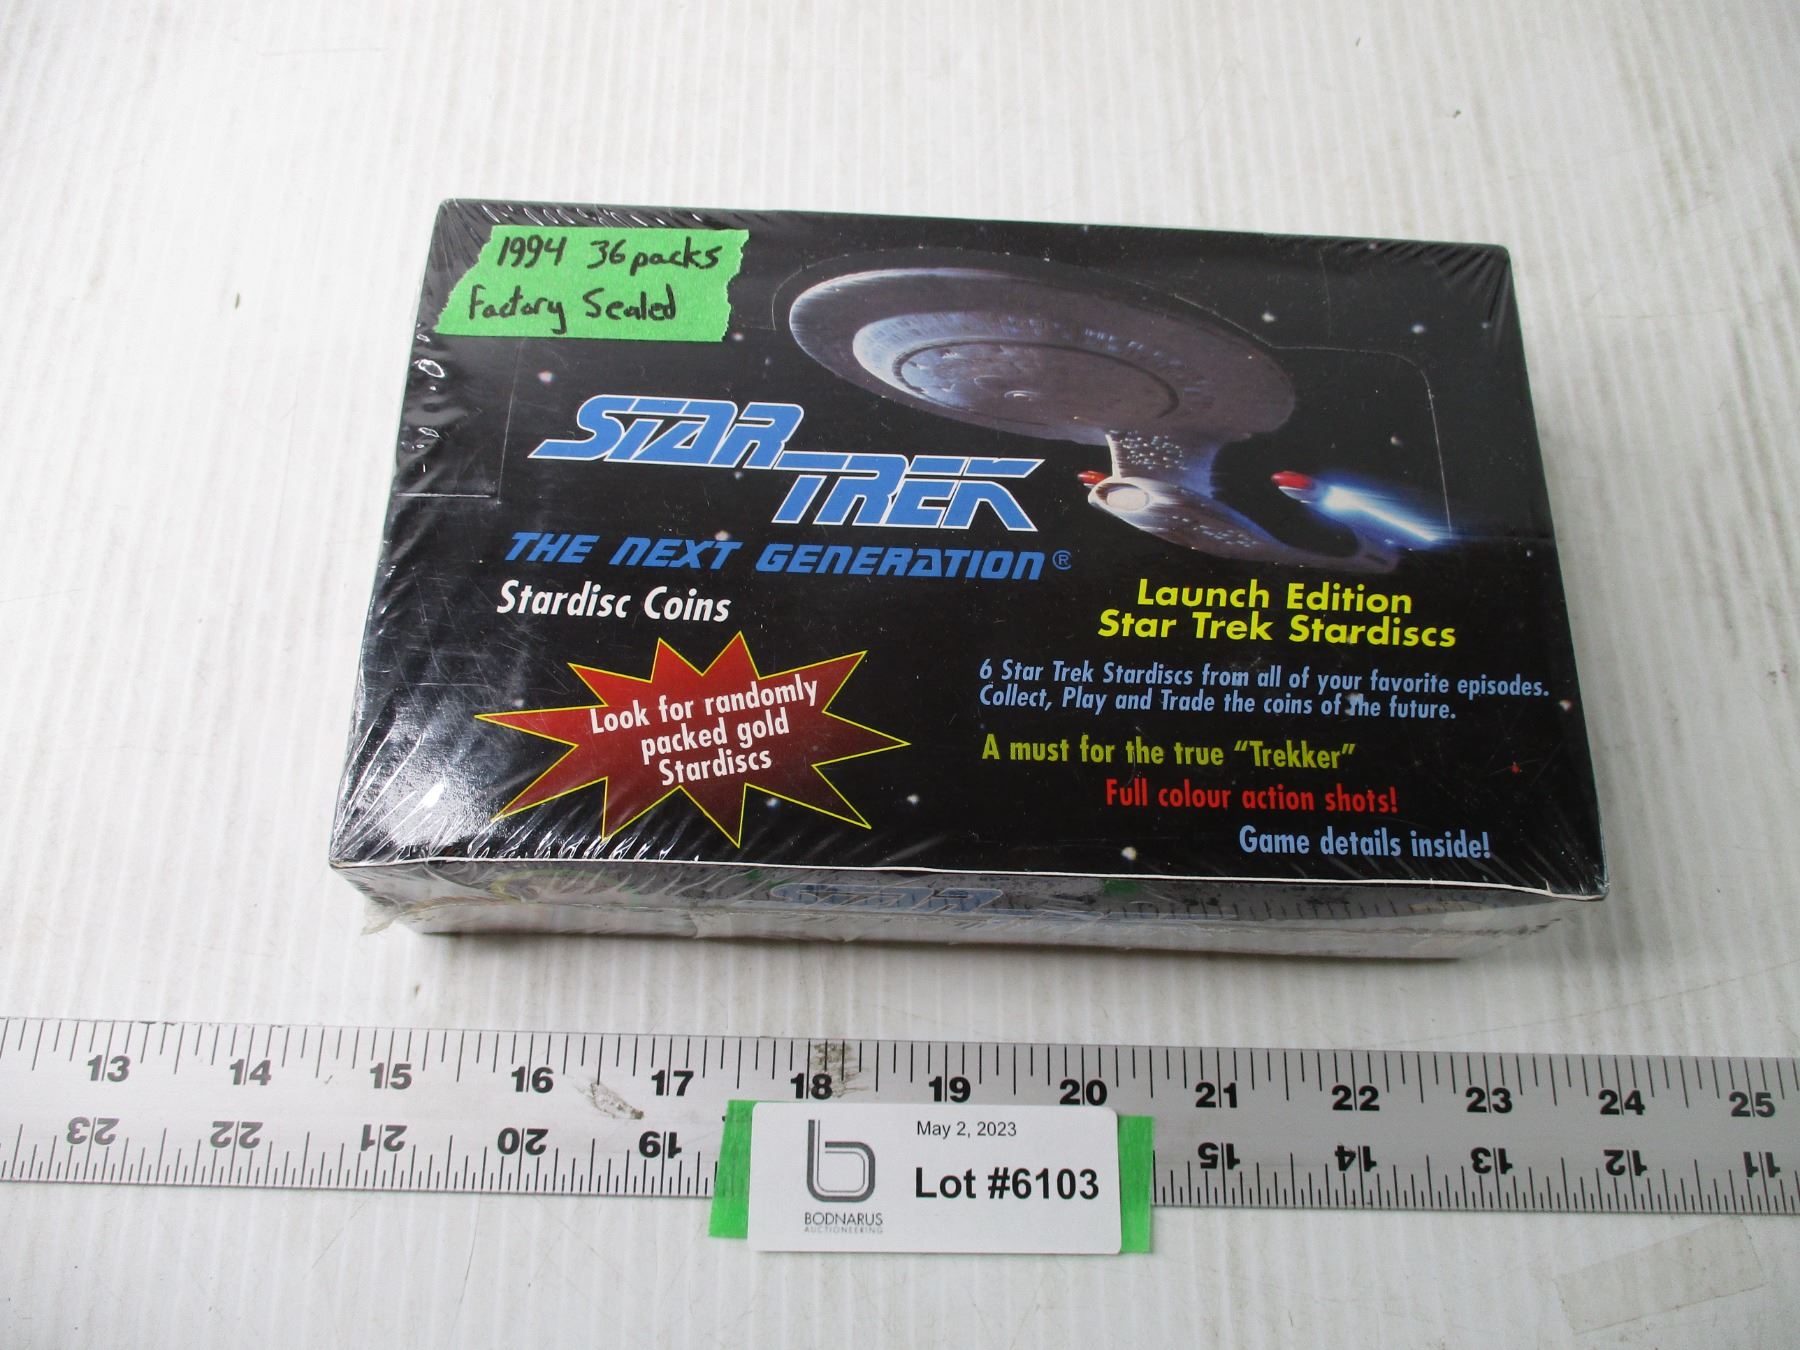 1994 36 packs
Factory Sealed
STAR
TREK
THE NEXT GENERATION®
Stardisc Coins
Look for randomly
packed gold
Stardiscs
Launch Edition
Star Trek Stardiscs
6 Star Trek Stardiscs from all of your favorite episodes.
Collect, Play and Trade the coins of the future.
A must for the true "Trekker"
Full colour action shots!
Game details inside!
STAR
13 14 15 16 17 18 19 20 21 22 23 24 25
23 22 21 20 19 15 14 13 12 11
May 2, 2023
Lot #6103
BODNARUS
AUCTIONEERING